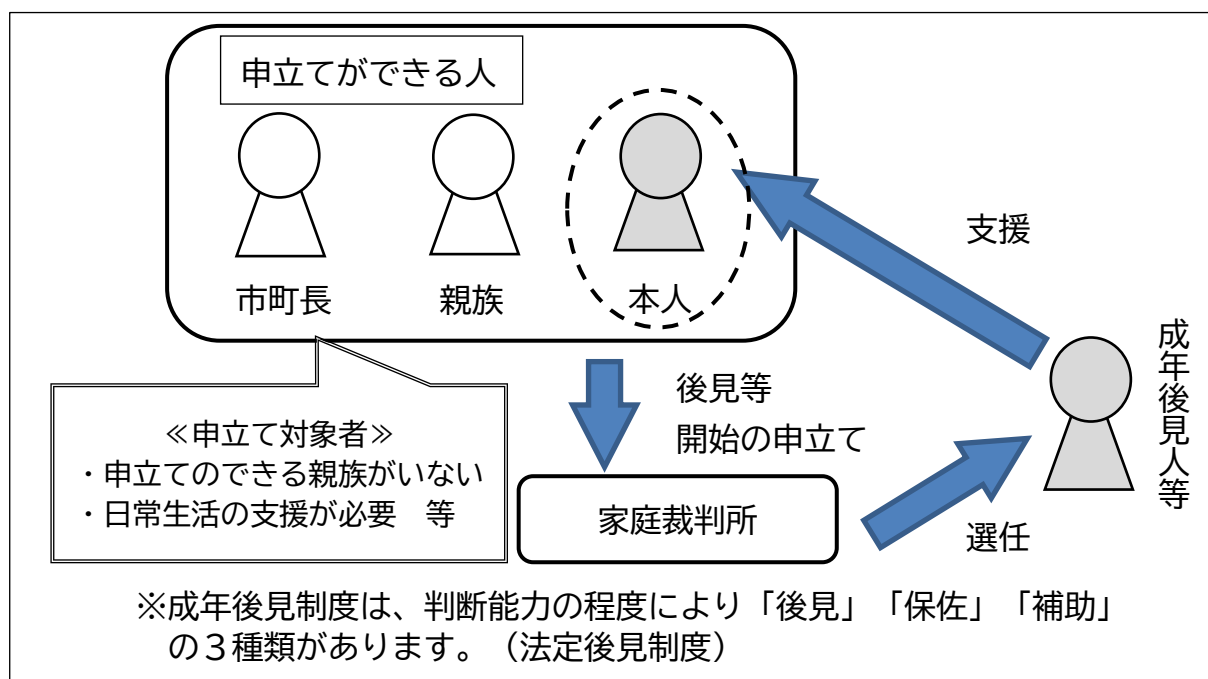 申立てができる人
市町長
親族
本人
支援
成年後見人等
≪申立て対象者≫
・申立てのできる親族がいない
・日常生活の支援が必要　等
後見等
開始の申立て
家庭裁判所
選任
※成年後見制度は、判断能力の程度により「後見」「保佐」「補助」
の３種類があります。（法定後見制度）